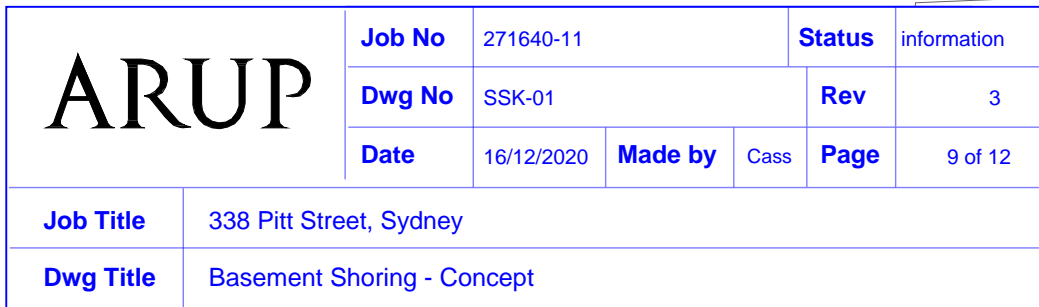 ARUP
Job No 271640-11 Status information
Dwg No SSK-01 Rev 3
Date 16/12/2020 Made by Cass Page 9 of 12
Job Title 338 Pitt Street, Sydney
Dwg Title Basement Shoring - Concept